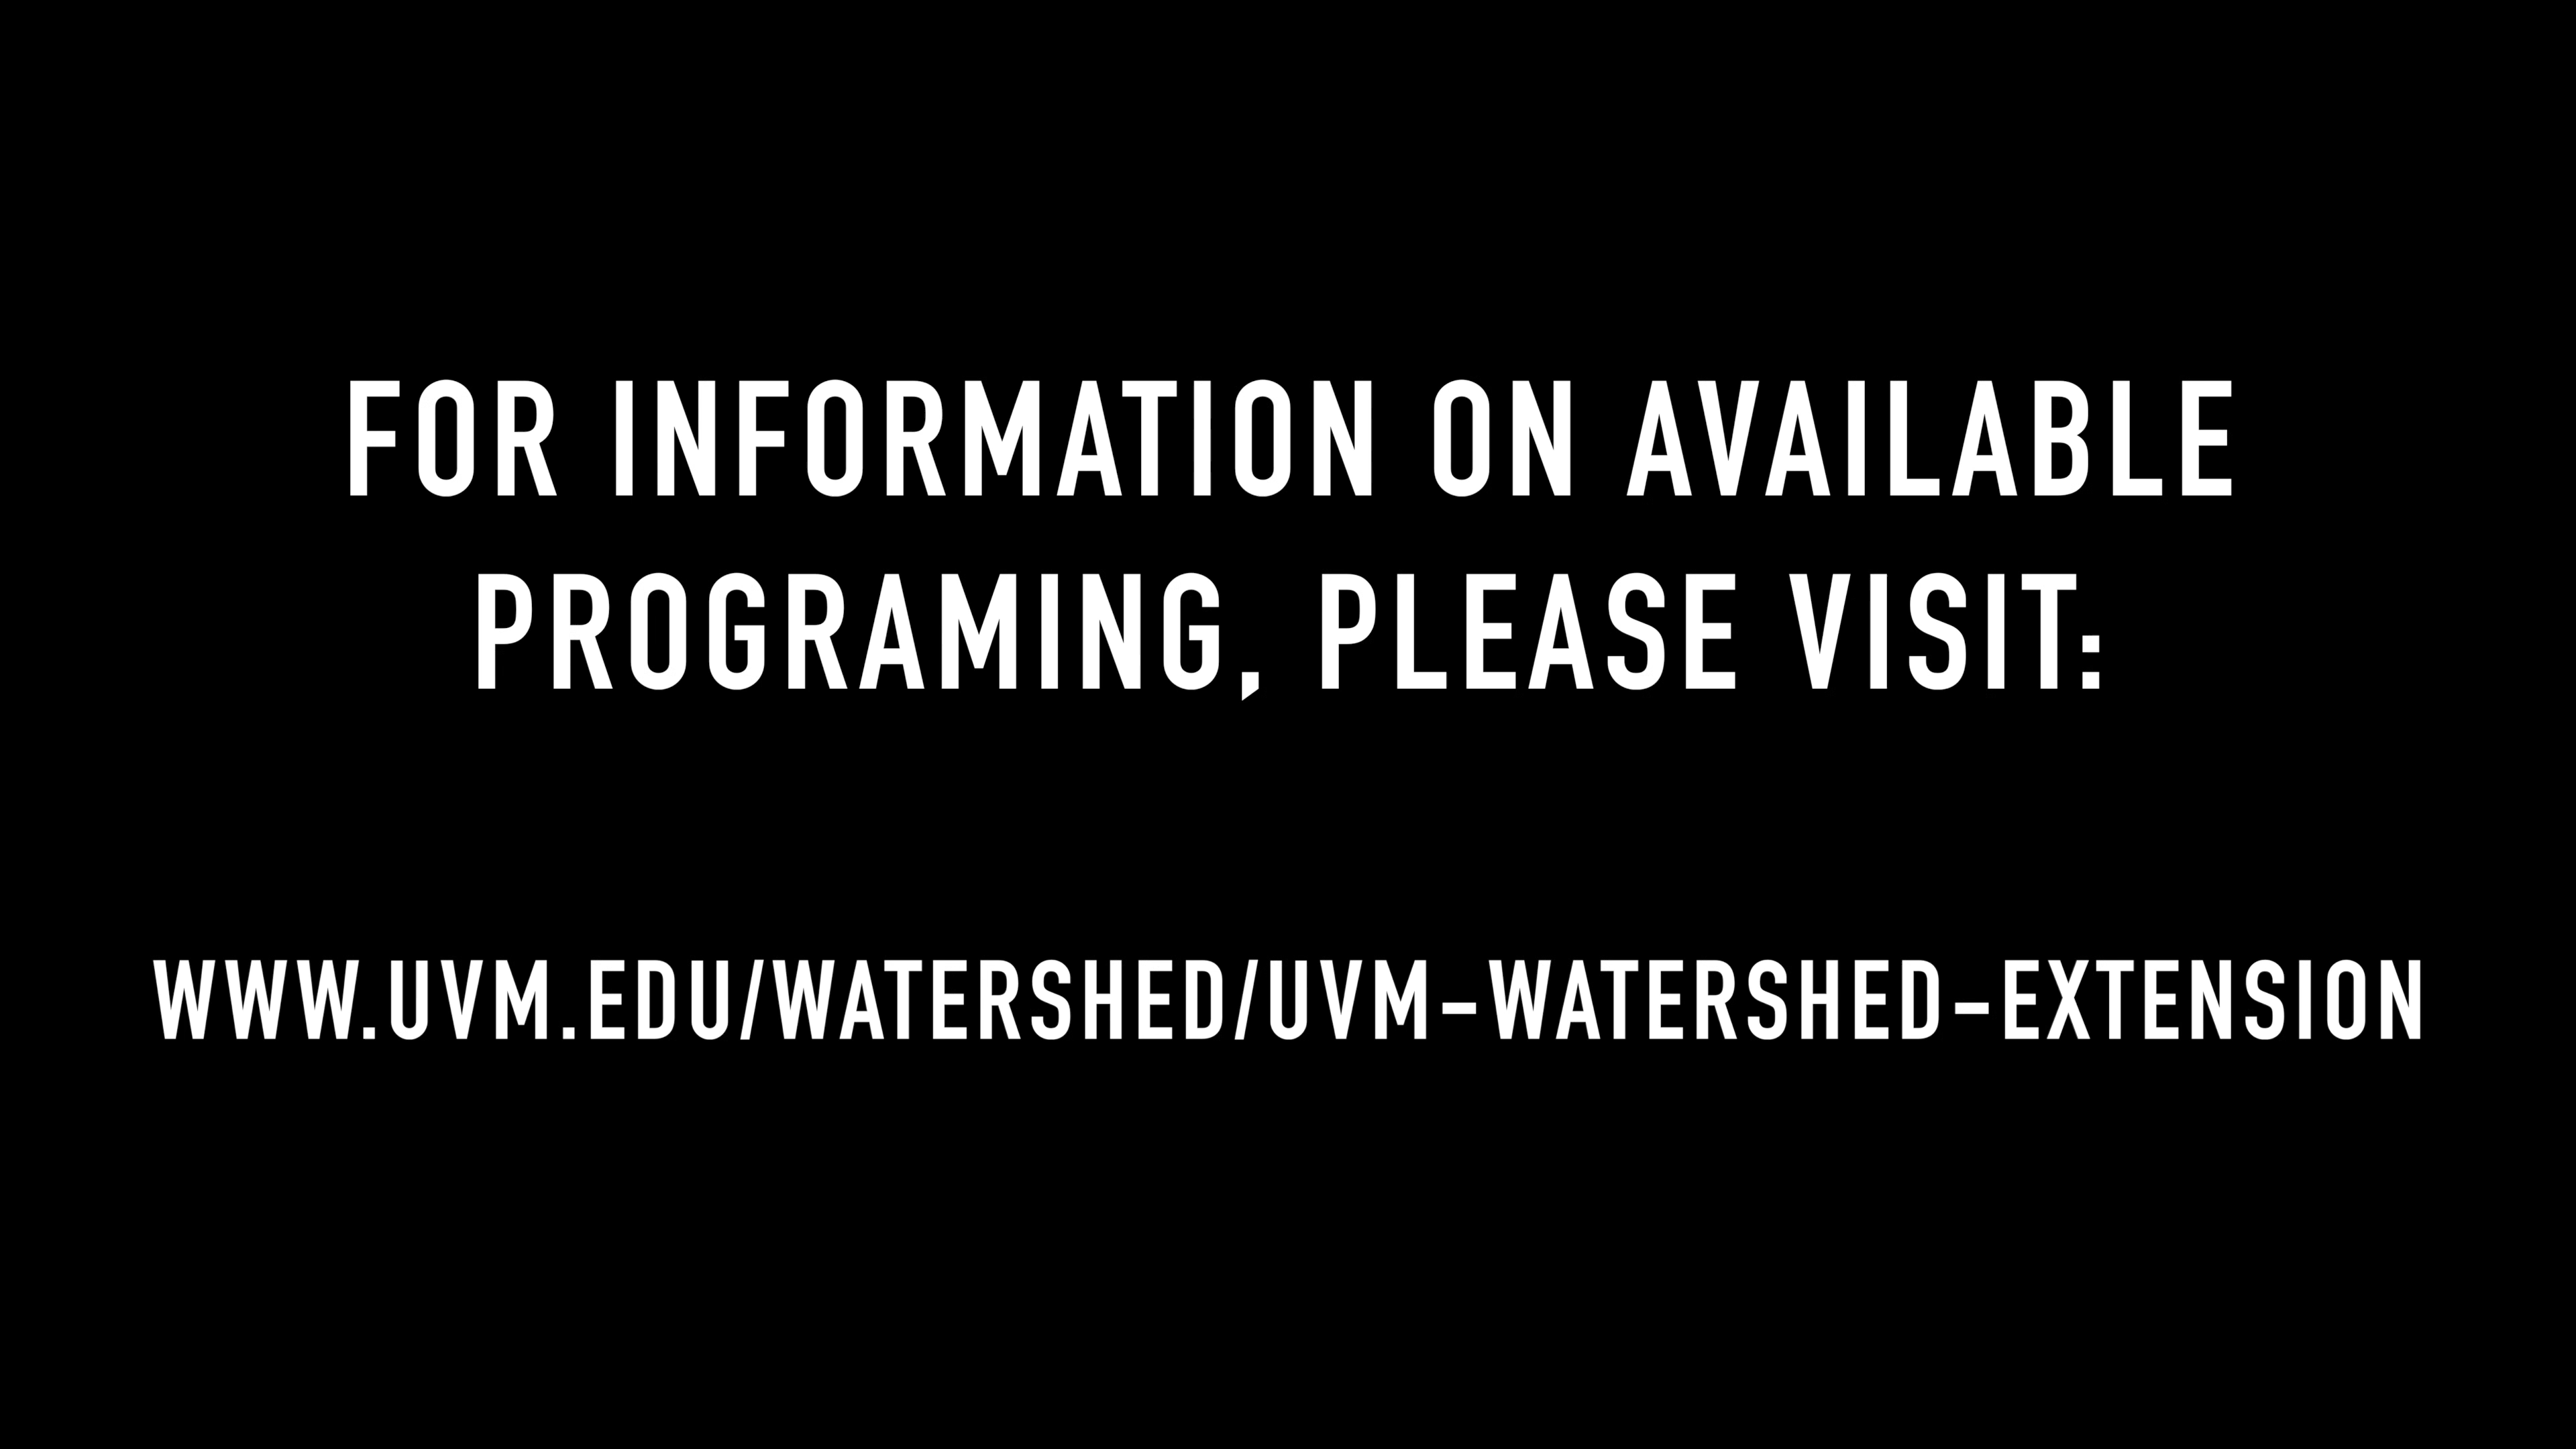 FOR INFORMATION ON AVAILABLE
PROGRAMING, PLEASE VISIT:
WWW.UVM.EDU/WATERSHED/UVM-WATERSHED-EXTENSION